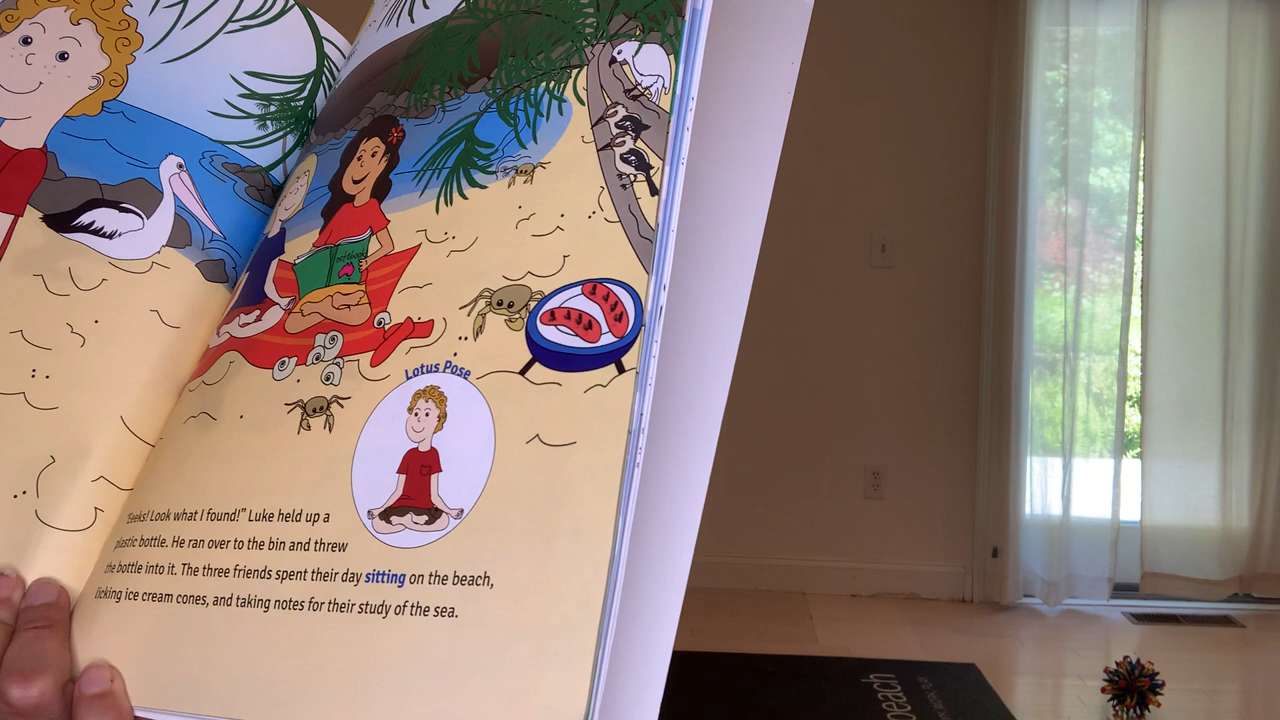 notebook
Lotus Pose
"Eeeks! Look what I found!" Luke held up a
plastic bottle. He ran over to the bin and threw
the bottle into it. The three friends spent their day sitting on the beach,
licking ice cream cones, and taking notes for their study of the sea.
beach